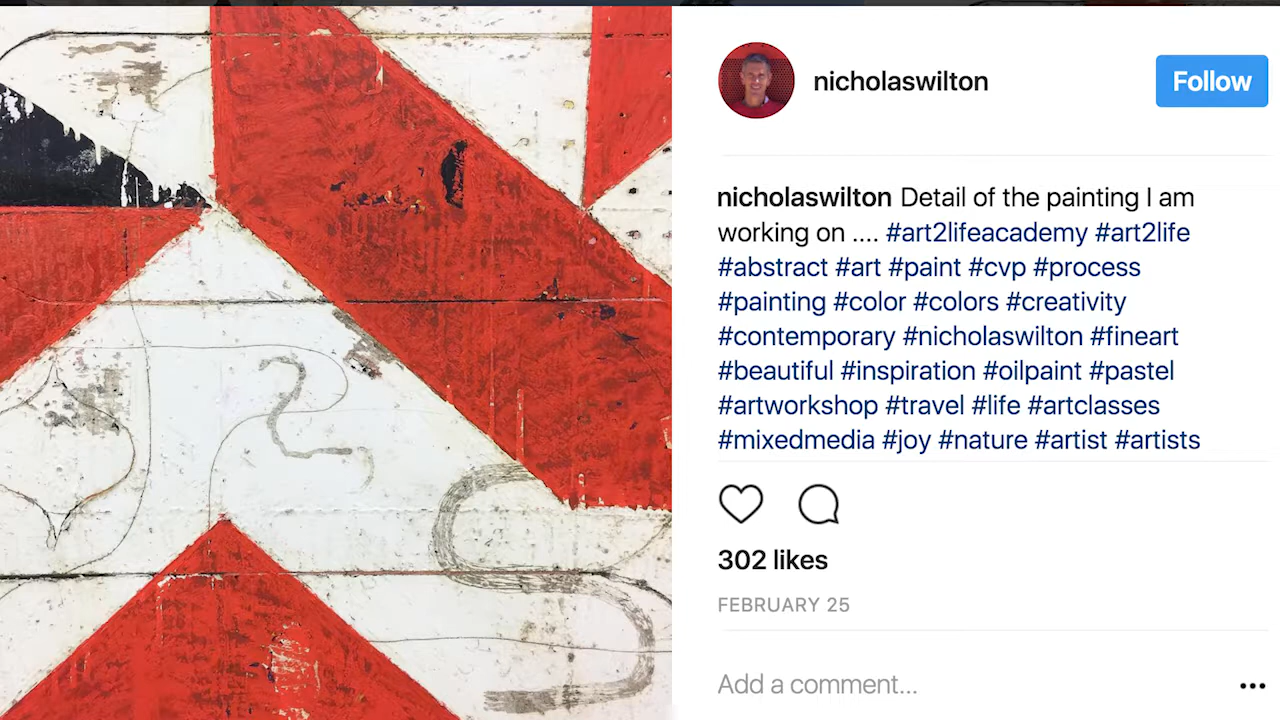 nicholaswilton
Follow
nicholaswilton Detail of the painting I am
working on .... #art2lifeacademy #art2life
#abstract #art #paint #cvp #process
#painting #color #colors #creativity
#contemporary #nicholaswilton #fineart
#beautiful #inspiration #oilpaint #pastel
#artworkshop #travel #life #artclasses
#mixedmedia #joy #nature #artist #artists
302 likes
FEBRUARY 25
Add a comment...